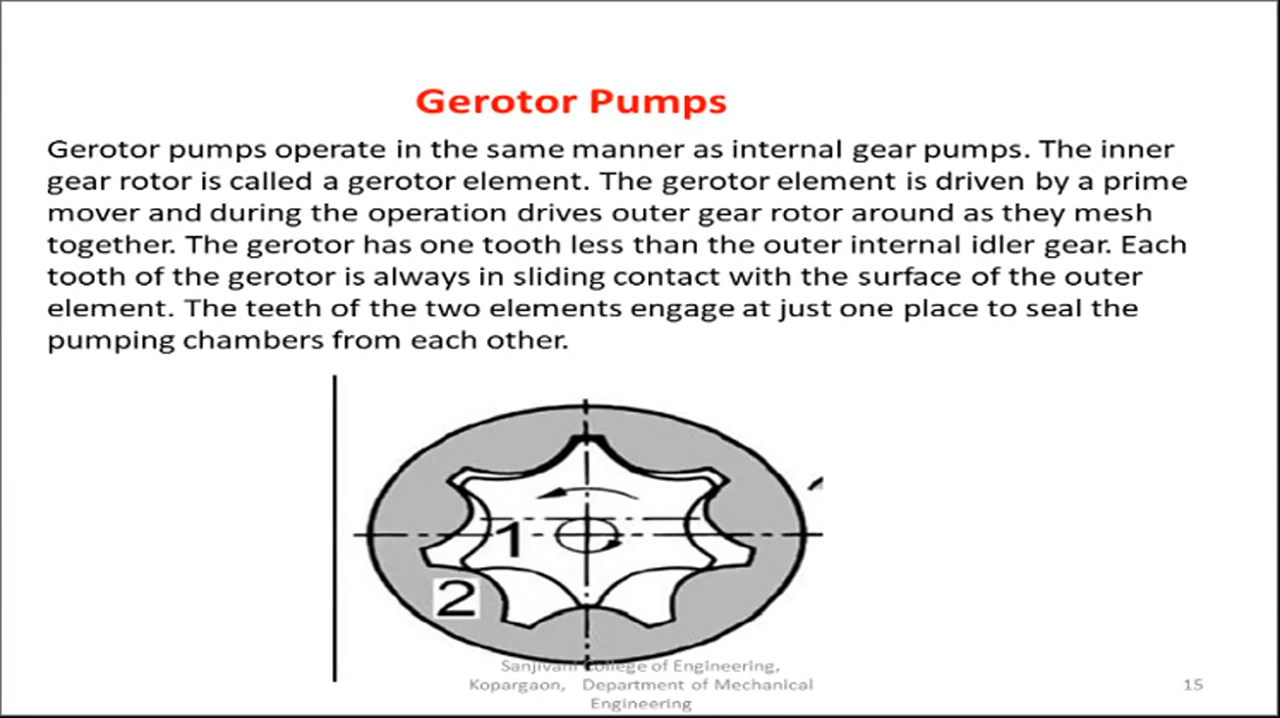 Gerotor Pumps
Gerotor pumps operate in the same manner as internal gear pumps. The inner
gear rotor is called a gerotor element. The gerotor element is driven by a prime
mover and during the operation drives outer gear rotor around as they mesh
together. The gerotor has one tooth less than the outer internal idler gear. Each
tooth of the gerotor is always in sliding contact with the surface of the outer
element. The teeth of the two elements engage at just one place to seal the
pumping chambers from each other.
1
2
Sanjivani College of Engineering,
Kopargaon, Department of Mechanical
Engineering
15